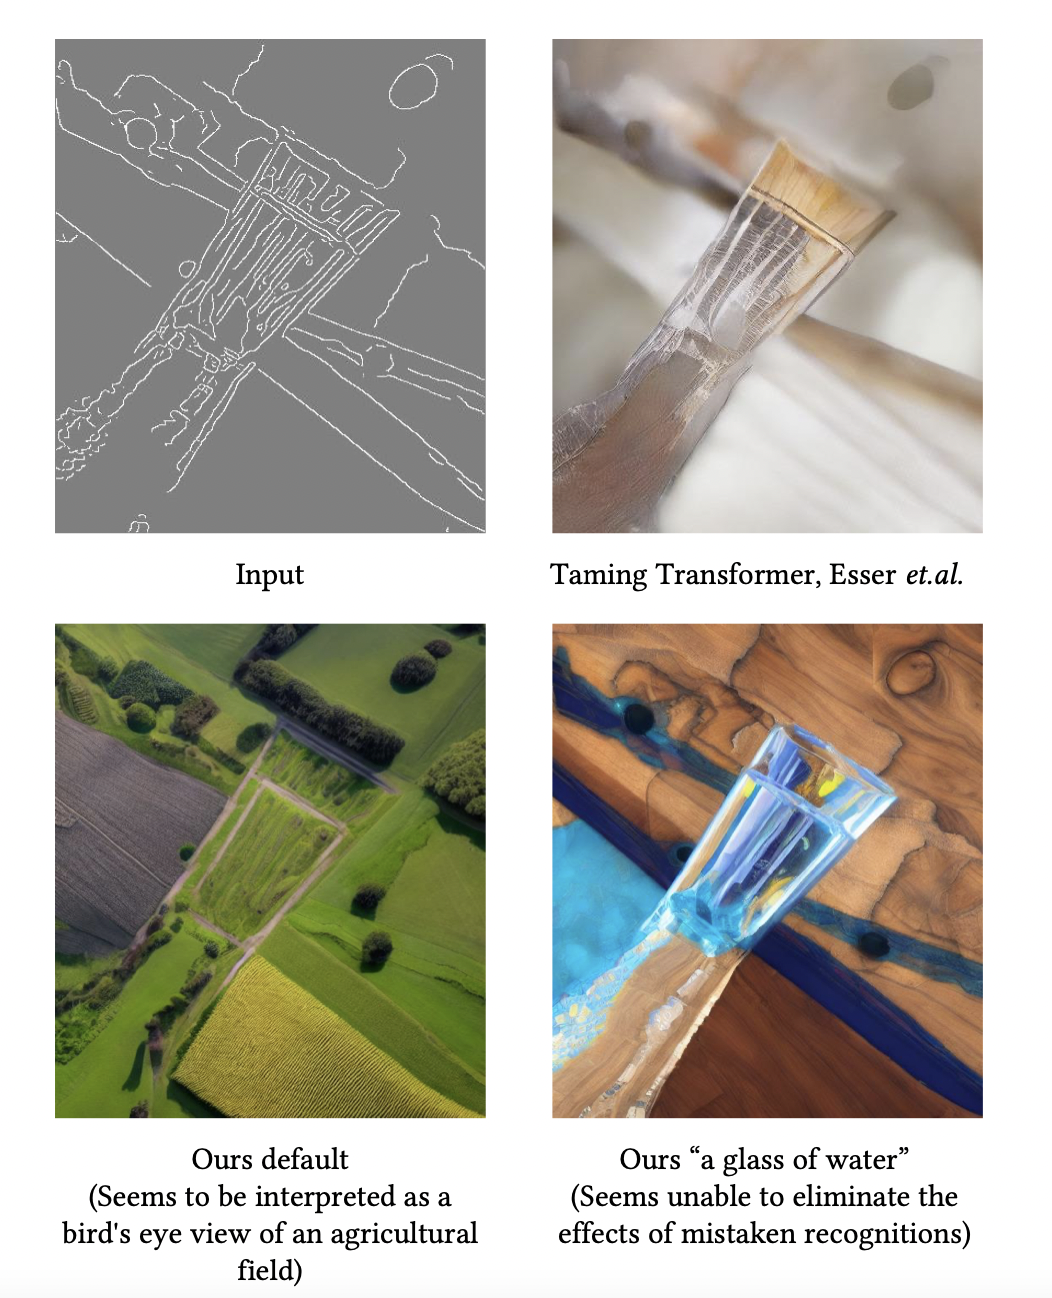 Input
Taming Transformer, Esser et.al.
Ours default
(Seems to be interpreted as a
bird's eye view of an agricultural
field)
Ours “a glass of water”
(Seems unable to eliminate the
effects of mistaken recognitions)